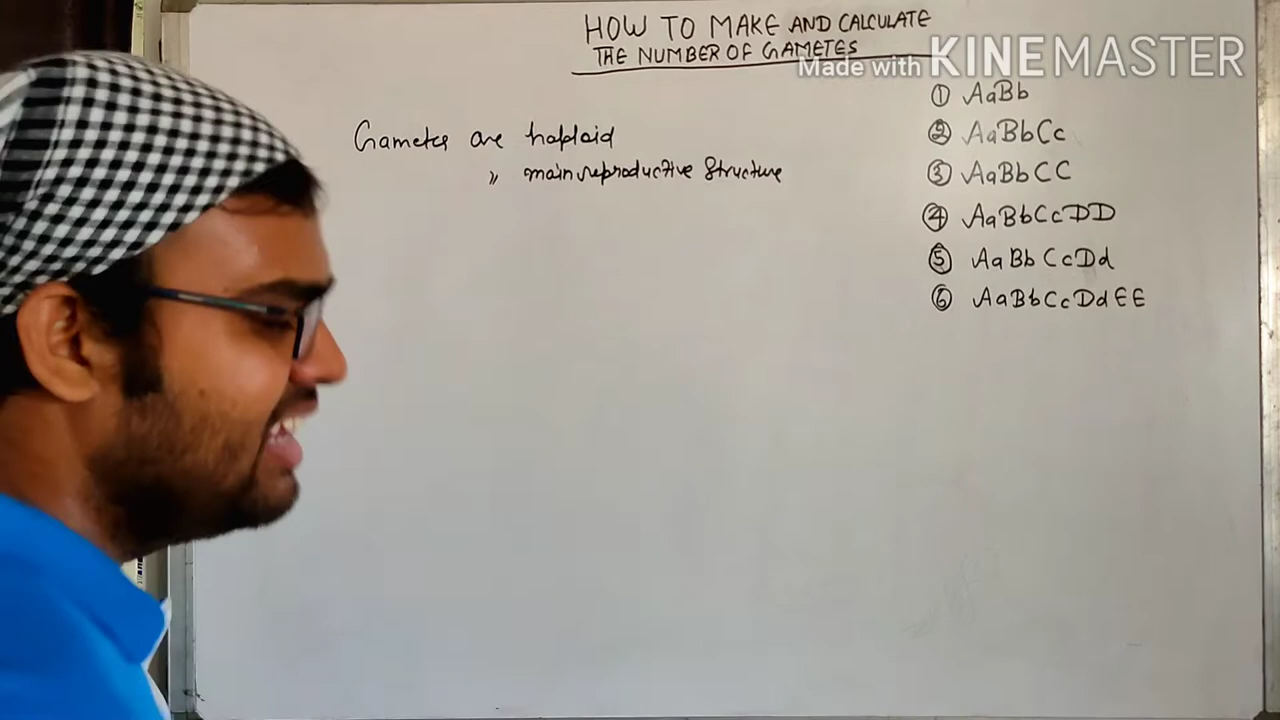 HOW TO MAKE AND CALCULATE
THE NUMBER OF GAMETES
Made with KINEMASTER
Gametes are haploid
" main reproductive Structure
① AaBb
② AaBbCc
③ AaBbCC
④ AaBbCcDD
⑤ AaBbCcDd
⑥ AaBbCcDdEE